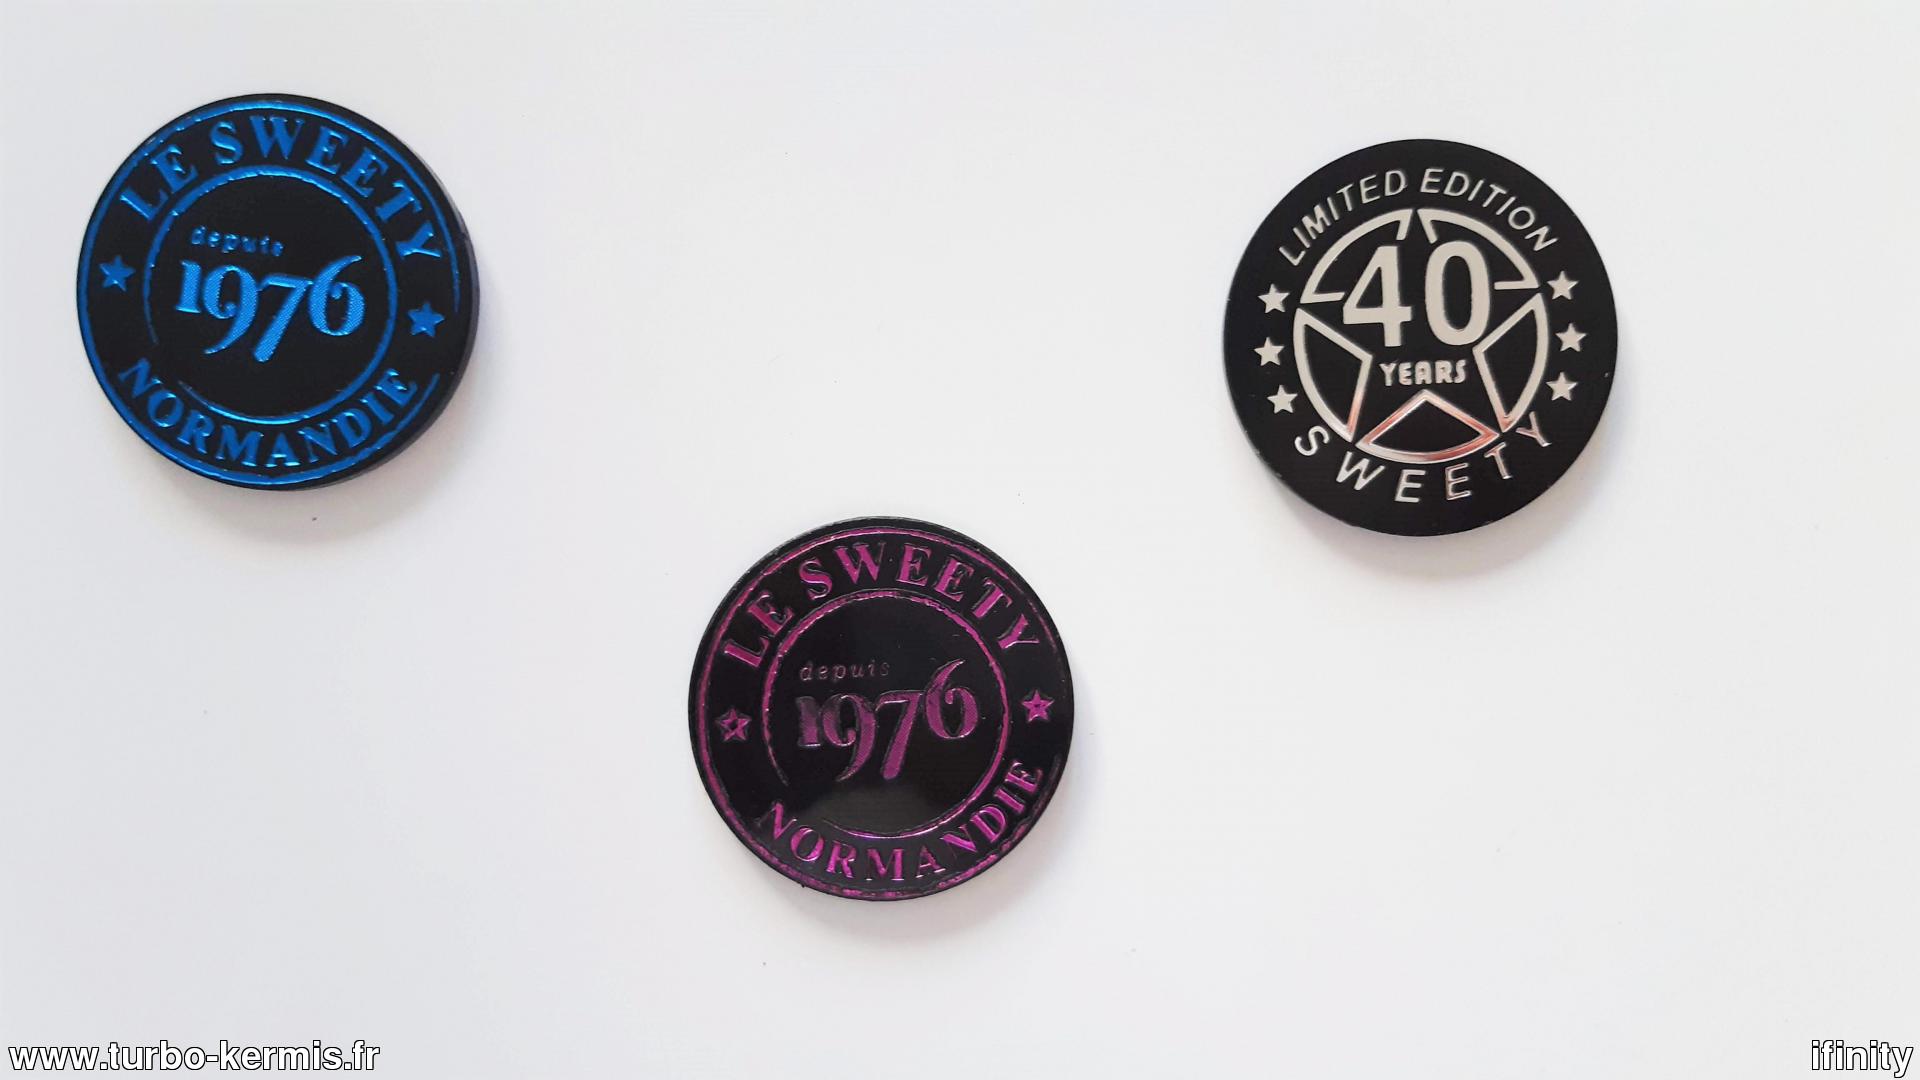 LE SWEETY
depuis
1976
NORMANDIE
LIMITED EDITION
40
YEARS
SWEETY
LE SWEETY
depuis
1976
NORMANDIE
www.turbo-kermis.fr
ifinity